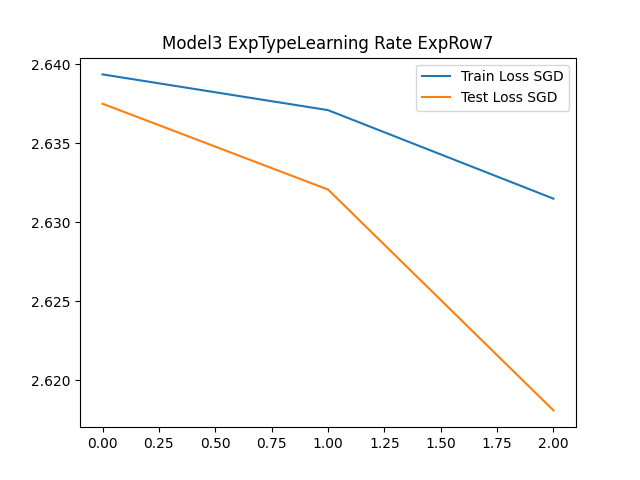 Model3 ExpTypeLearning Rate ExpRow7
Train Loss SGD
Test Loss SGD
2.640
2.635
2.630
2.625
2.620
0.00 0.25 0.50 0.75 1.00 1.25 1.50 1.75 2.00